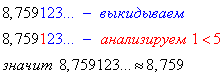 8,759123... – выкидываем
8,759123... – анализируем 1 < 5
значит 8,759123... ≈ 8,759